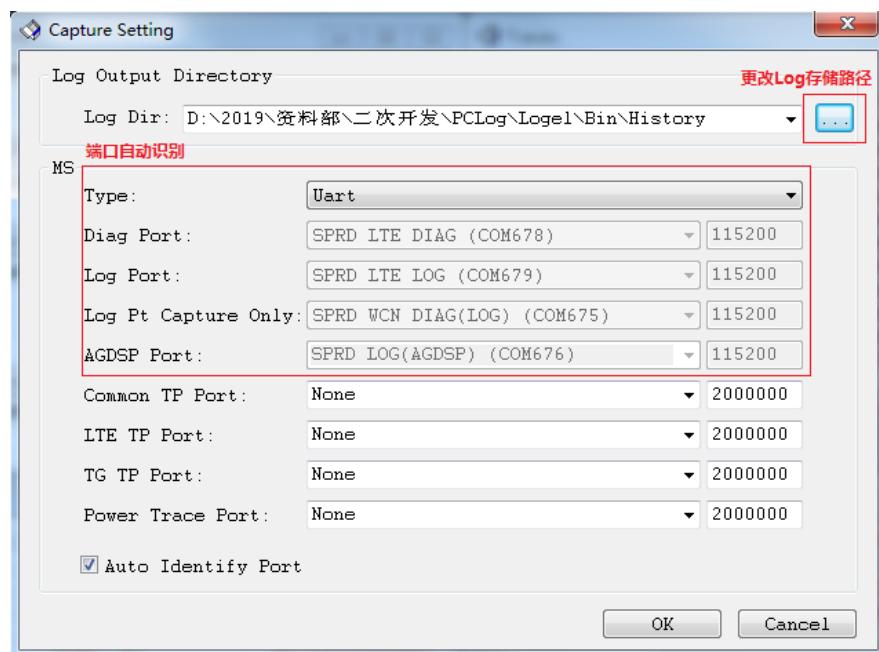 Capture Setting
Log Output Directory
更改Log存储路径
Log Dir: D:\2019\资料部\二次开发\PCLog\Logel\Bin\History ...
端口自动识别
MS
Type: Uart
Diag Port: SPRD LTE DIAG (COM678) 115200
Log Port: SPRD LTE LOG (COM679) 115200
Log Pt Capture Only: SPRD WCN DIAG(LOG) (COM675) 115200
AGDSP Port: SPRD LOG(AGDSP) (COM676) 115200
Common TP Port: None 2000000
LTE TP Port: None 2000000
TG TP Port: None 2000000
Power Trace Port: None 2000000
Auto Identify Port
OK Cancel